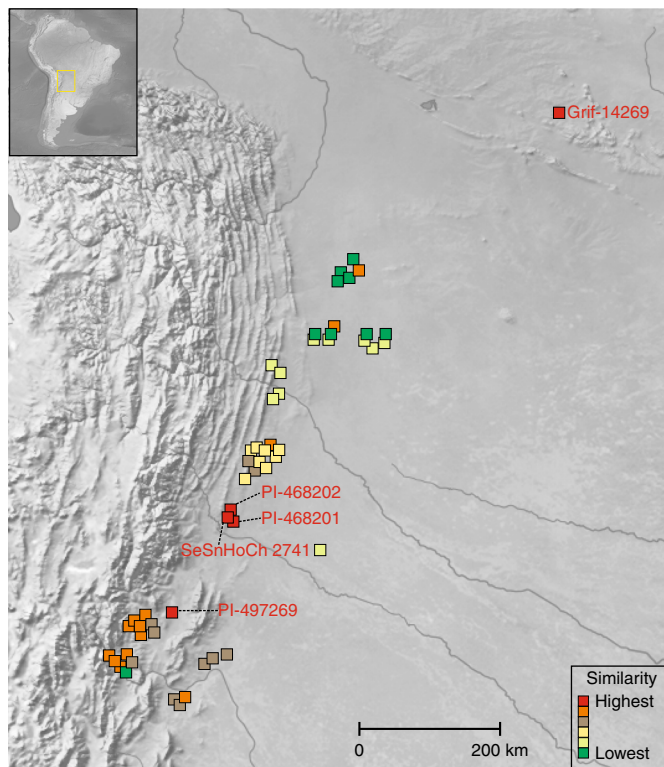 Grif-14269
PI-468202
PI-468201
SeSnHoCh 2741
PI-497269
Similarity
Highest
Lowest
0 200 km